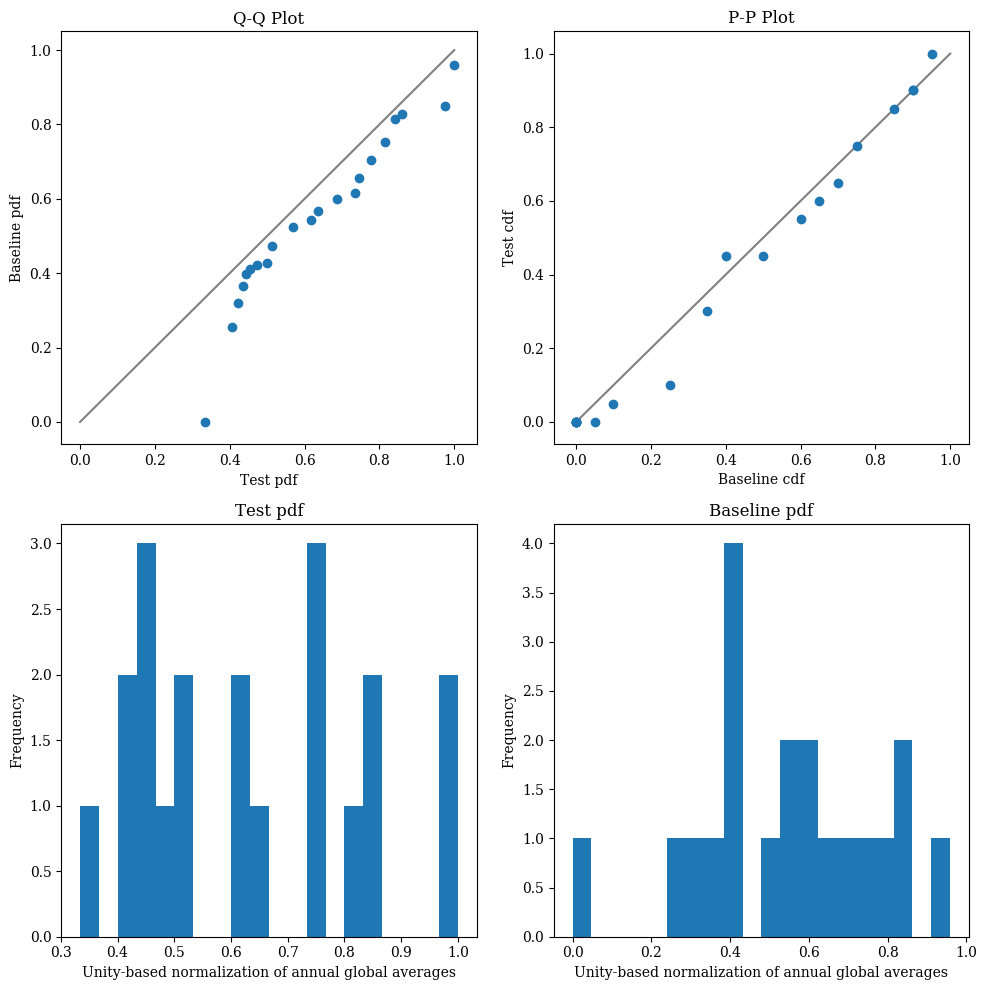 Q-Q Plot
Baseline pdf
1.0
0.8
0.6
0.4
0.2
0.0
0.0 0.2 0.4 0.6 0.8 1.0
Test pdf
P-P Plot
Test cdf
1.0
0.8
0.6
0.4
0.2
0.0
0.0 0.2 0.4 0.6 0.8 1.0
Baseline cdf
Test pdf
Frequency
3.0
2.5
2.0
1.5
1.0
0.5
0.0
0.3 0.4 0.5 0.6 0.7 0.8 0.9 1.0
Unity-based normalization of annual global averages
Baseline pdf
Frequency
4.0
3.5
3.0
2.5
2.0
1.5
1.0
0.5
0.0
0.0 0.2 0.4 0.6 0.8 1.0
Unity-based normalization of annual global averages